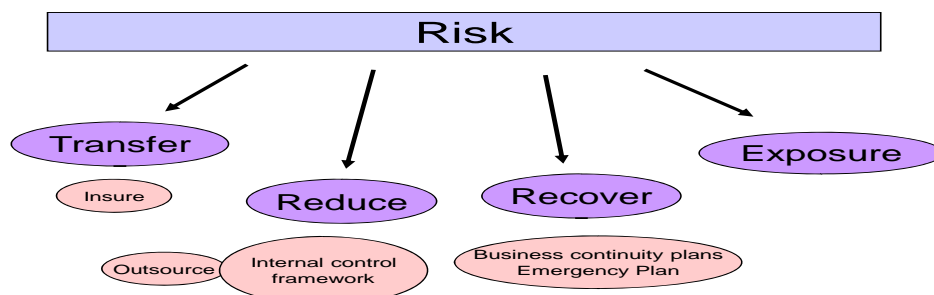 Risk
Transfer
Exposure
Insure
Reduce
Recover
Outsource
Internal control
framework
Business continuity plans
Emergency Plan